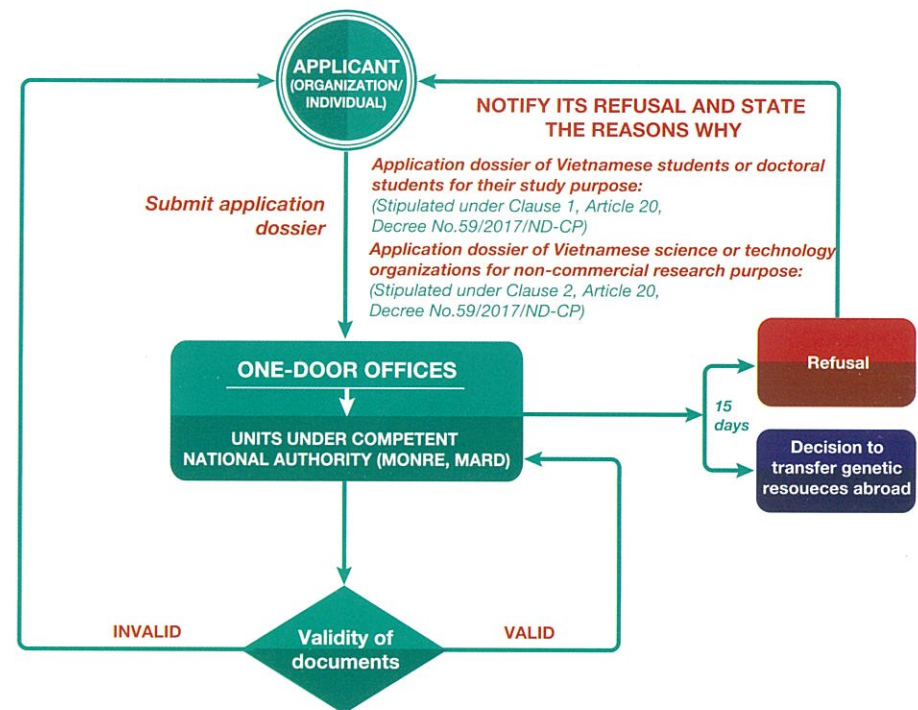 APPLICANT
(ORGANIZATION/
INDIVIDUAL)
NOTIFY ITS REFUSAL AND STATE
THE REASONS WHY
Submit application
dossier
Application dossier of Vietnamese students or doctoral
students for their study purpose:
(Stipulated under Clause 1, Article 20,
Decree No.59/2017/ND-CP)
Application dossier of Vietnamese science or technology
organizations for non-commercial research purpose:
(Stipulated under Clause 2, Article 20,
Decree No.59/2017/ND-CP)
ONE-DOOR OFFICES
UNITS UNDER COMPETENT
NATIONAL AUTHORITY (MONRE, MARD)
15
days
Refusal
Decision to
transfer genetic
resoueces abroad
INVALID
Validity of
documents
VALID